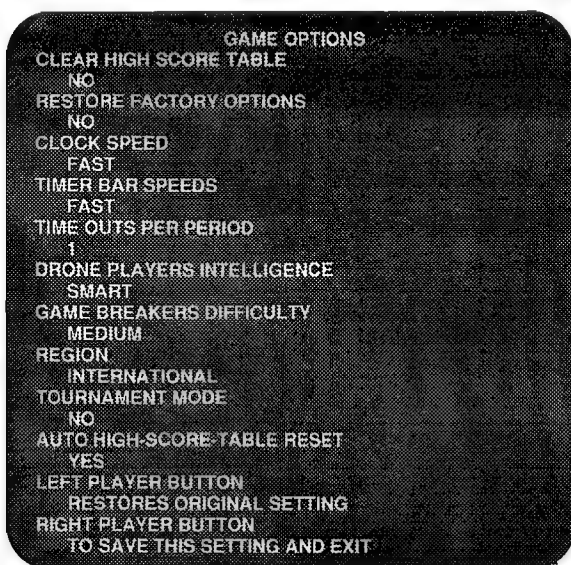 GAME OPTIONS
CLEAR HIGH SCORE TABLE
NO
RESTORE FACTORY OPTIONS
NO
CLOCK SPEED
FAST
TIMER BAR SPEEDS
FAST
TIME OUTS PER PERIOD
1
DRONE PLAYERS INTELLIGENCE
SMART
GAME BREAKERS DIFFICULTY
MEDIUM
REGION
INTERNATIONAL
TOURNAMENT MODE
NO
AUTO HIGH-SCORE-TABLE RESET
YES
LEFT PLAYER BUTTON
RESTORES ORIGINAL SETTING
RIGHT PLAYER BUTTON
TO SAVE THIS SETTING AND EXIT